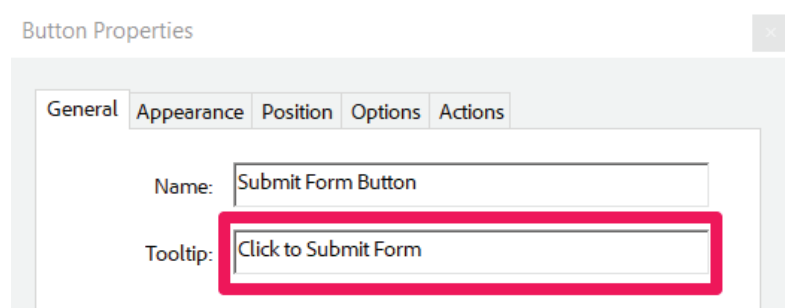 Button Properties
General Appearance Position Options Actions
Name: Submit Form Button
Tooltip: Click to Submit Form